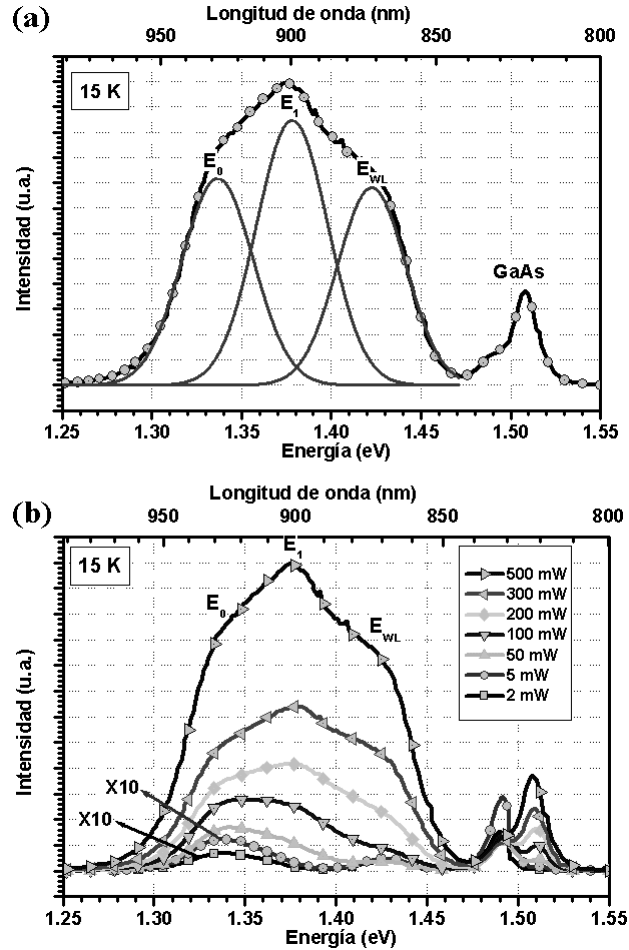 (a)
Longitud de onda (nm)
950 900 850 800
15 K
E0
E1
EWL
GaAs
Intensidad (u.a.)
1.25 1.30 1.35 1.40 1.45 1.50 1.55
Energía (eV)
(b)
Longitud de onda (nm)
950 900 850 800
15 K
E0
E1
EWL
500 mW
300 mW
200 mW
100 mW
50 mW
5 mW
2 mW
X10
X10
Intensidad (u.a.)
1.25 1.30 1.35 1.40 1.45 1.50 1.55
Energía (eV)